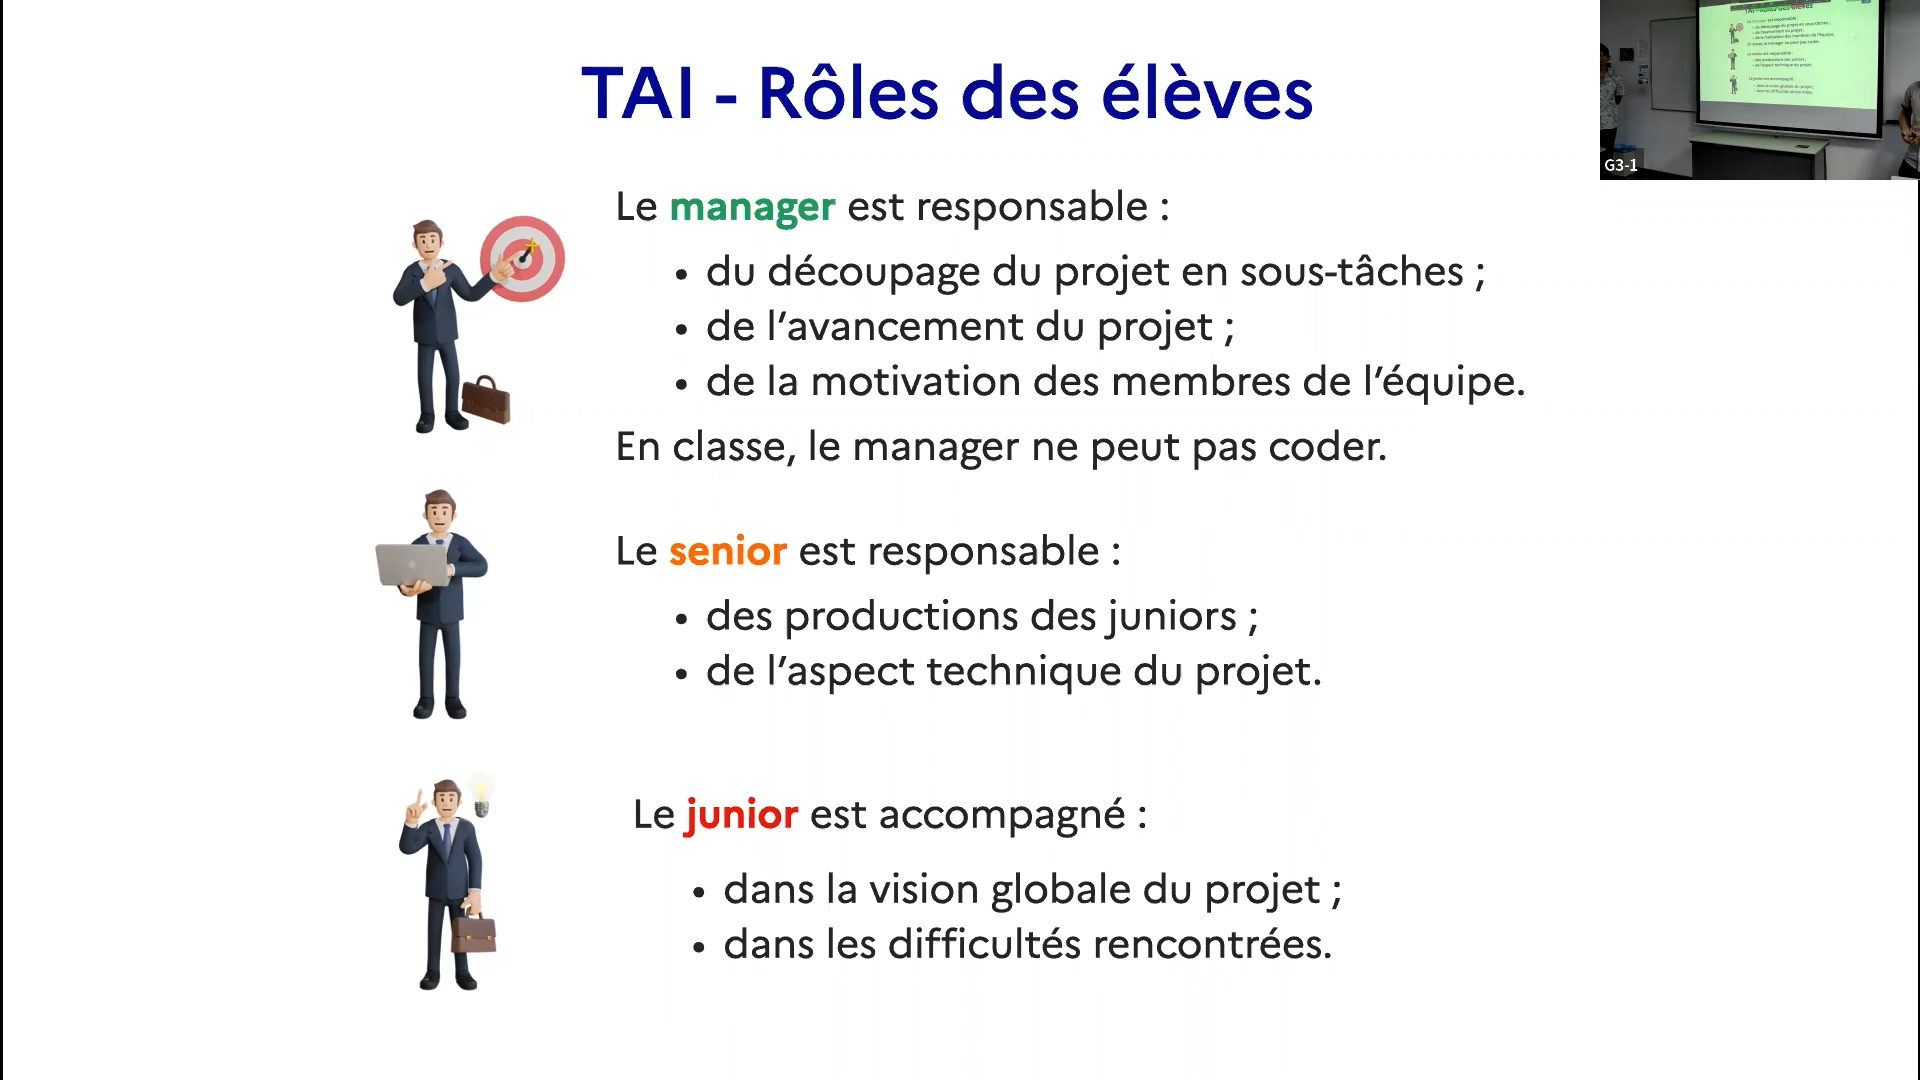 TAI - Rôles des élèves
Le manager est responsable :
• du découpage du projet en sous-tâches ;
• de l’avancement du projet ;
• de la motivation des membres de l’équipe.
En classe, le manager ne peut pas coder.
Le senior est responsable :
• des productions des juniors ;
• de l’aspect technique du projet.
Le junior est accompagné :
• dans la vision globale du projet ;
• dans les difficultés rencontrées.
G3-1